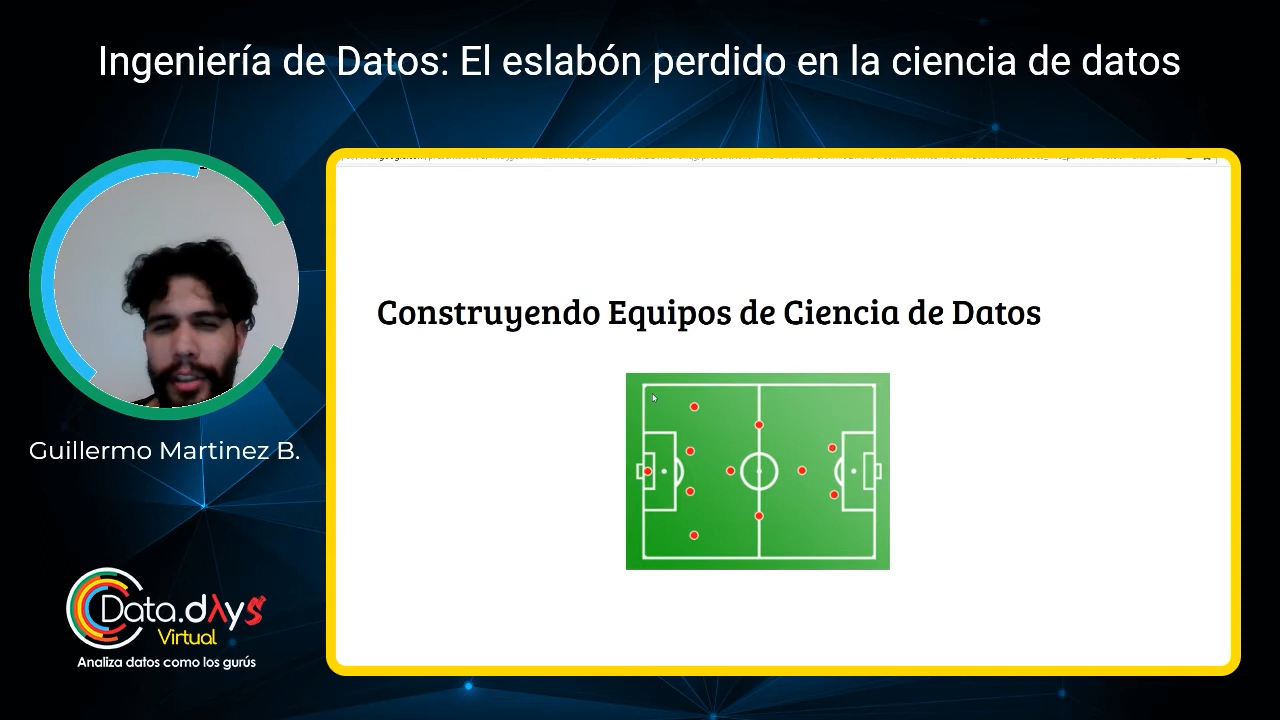 Ingeniería de Datos: El eslabón perdido en la ciencia de datos
Construyendo Equipos de Ciencia de Datos
Guillermo Martinez B.
Data.dλys
Virtual
Analiza datos como los gurús